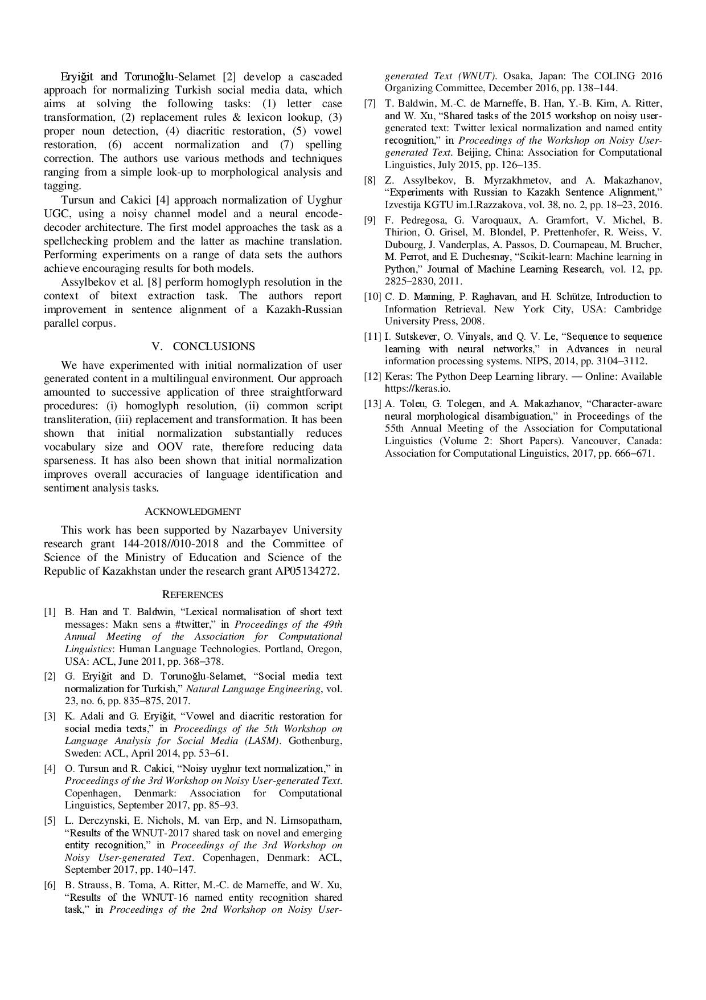 Eryiğit and Torunoğlu-Selamet [2] develop a cascaded
approach for normalizing Turkish social media data, which
aims at solving the following tasks: (1) letter case
transformation, (2) replacement rules & lexicon lookup, (3)
proper noun detection, (4) diacritic restoration, (5) vowel
restoration, (6) accent normalization and (7) spelling
correction. The authors use various methods and techniques
ranging from a simple look-up to morphological analysis and
tagging.
Tursun and Cakici [4] approach normalization of Uyghur
UGC, using a noisy channel model and a neural encode-
decoder architecture. The first model approaches the task as a
spellchecking problem and the latter as machine translation.
Performing experiments on a range of data sets the authors
achieve encouraging results for both models.
Assylbekov et al. [8] perform homoglyph resolution in the
context of bitext extraction task. The authors report
improvement in sentence alignment of a Kazakh-Russian
parallel corpus.
V. CONCLUSIONS
We have experimented with initial normalization of user
generated content in a multilingual environment. Our approach
amounted to successive application of three straightforward
procedures: (i) homoglyph resolution, (ii) common script
transliteration, (iii) replacement and transformation. It has been
shown that initial normalization substantially reduces
vocabulary size and OOV rate, therefore reducing data
sparseness. It has also been shown that initial normalization
improves overall accuracies of language identification and
sentiment analysis tasks.
ACKNOWLEDGMENT
This work has been supported by Nazarbayev University
research grant 144-2018//010-2018 and the Committee of
Science of the Ministry of Education and Science of the
Republic of Kazakhstan under the research grant AP05134272.
REFERENCES
[1] B. Han and T. Baldwin, “Lexical normalisation of short text
messages: Makn sens a #twitter,” in Proceedings of the 49th
Annual Meeting of the Association for Computational
Linguistics: Human Language Technologies. Portland, Oregon,
USA: ACL, June 2011, pp. 368–378.
[2] G. Eryiğit and D. Torunoğlu-Selamet, “Social media text
normalization for Turkish,” Natural Language Engineering, vol.
23, no. 6, pp. 835–875, 2017.
[3] K. Adali and G. Eryiğit, “Vowel and diacritic restoration for
social media texts,” in Proceedings of the 5th Workshop on
Language Analysis for Social Media (LASM). Gothenburg,
Sweden: ACL, April 2014, pp. 53–61.
[4] O. Tursun and R. Cakici, “Noisy uyghur text normalization,” in
Proceedings of the 3rd Workshop on Noisy User-generated Text.
Copenhagen, Denmark: Association for Computational
Linguistics, September 2017, pp. 85–93.
[5] L. Derczynski, E. Nichols, M. van Erp, and N. Limsopatham,
“Results of the WNUT-2017 shared task on novel and emerging
entity recognition,” in Proceedings of the 3rd Workshop on
Noisy User-generated Text. Copenhagen, Denmark: ACL,
September 2017, pp. 140–147.
[6] B. Strauss, B. Toma, A. Ritter, M.-C. de Marneffe, and W. Xu,
“Results of the WNUT-16 named entity recognition shared
task,” in Proceedings of the 2nd Workshop on Noisy User-
generated Text (WNUT). Osaka, Japan: The COLING 2016
Organizing Committee, December 2016, pp. 138–144.
[7] T. Baldwin, M.-C. de Marneffe, B. Han, Y.-B. Kim, A. Ritter,
and W. Xu, “Shared tasks of the 2015 workshop on noisy user-
generated text: Twitter lexical normalization and named entity
recognition,” in Proceedings of the Workshop on Noisy User-
generated Text. Beijing, China: Association for Computational
Linguistics, July 2015, pp. 126–135.
[8] Z. Assylbekov, B. Myrzakhmetov, and A. Makazhanov,
“Experiments with Russian to Kazakh Sentence Alignment,”
Izvestija KGTU im.I.Razzakova, vol. 38, no. 2, pp. 18–23, 2016.
[9] F. Pedregosa, G. Varoquaux, A. Gramfort, V. Michel, B.
Thirion, O. Grisel, M. Blondel, P. Prettenhofer, R. Weiss, V.
Dubourg, J. Vanderplas, A. Passos, D. Cournapeau, M. Brucher,
M. Perrot, and E. Duchesnay, “Scikit-learn: Machine learning in
Python,” Journal of Machine Learning Research, vol. 12, pp.
2825–2830, 2011.
[10] C. D. Manning, P. Raghavan, and H. Schütze, Introduction to
Information Retrieval. New York City, USA: Cambridge
University Press, 2008.
[11] I. Sutskever, O. Vinyals, and Q. V. Le, “Sequence to sequence
learning with neural networks,” in Advances in neural
information processing systems. NIPS, 2014, pp. 3104–3112.
[12] Keras: The Python Deep Learning library. — Online: Available
https://keras.io.
[13] A. Toleu, G. Tolegen, and A. Makazhanov, “Character-aware
neural morphological disambiguation,” in Proceedings of the
55th Annual Meeting of the Association for Computational
Linguistics (Volume 2: Short Papers). Vancouver, Canada:
Association for Computational Linguistics, 2017, pp. 666–671.